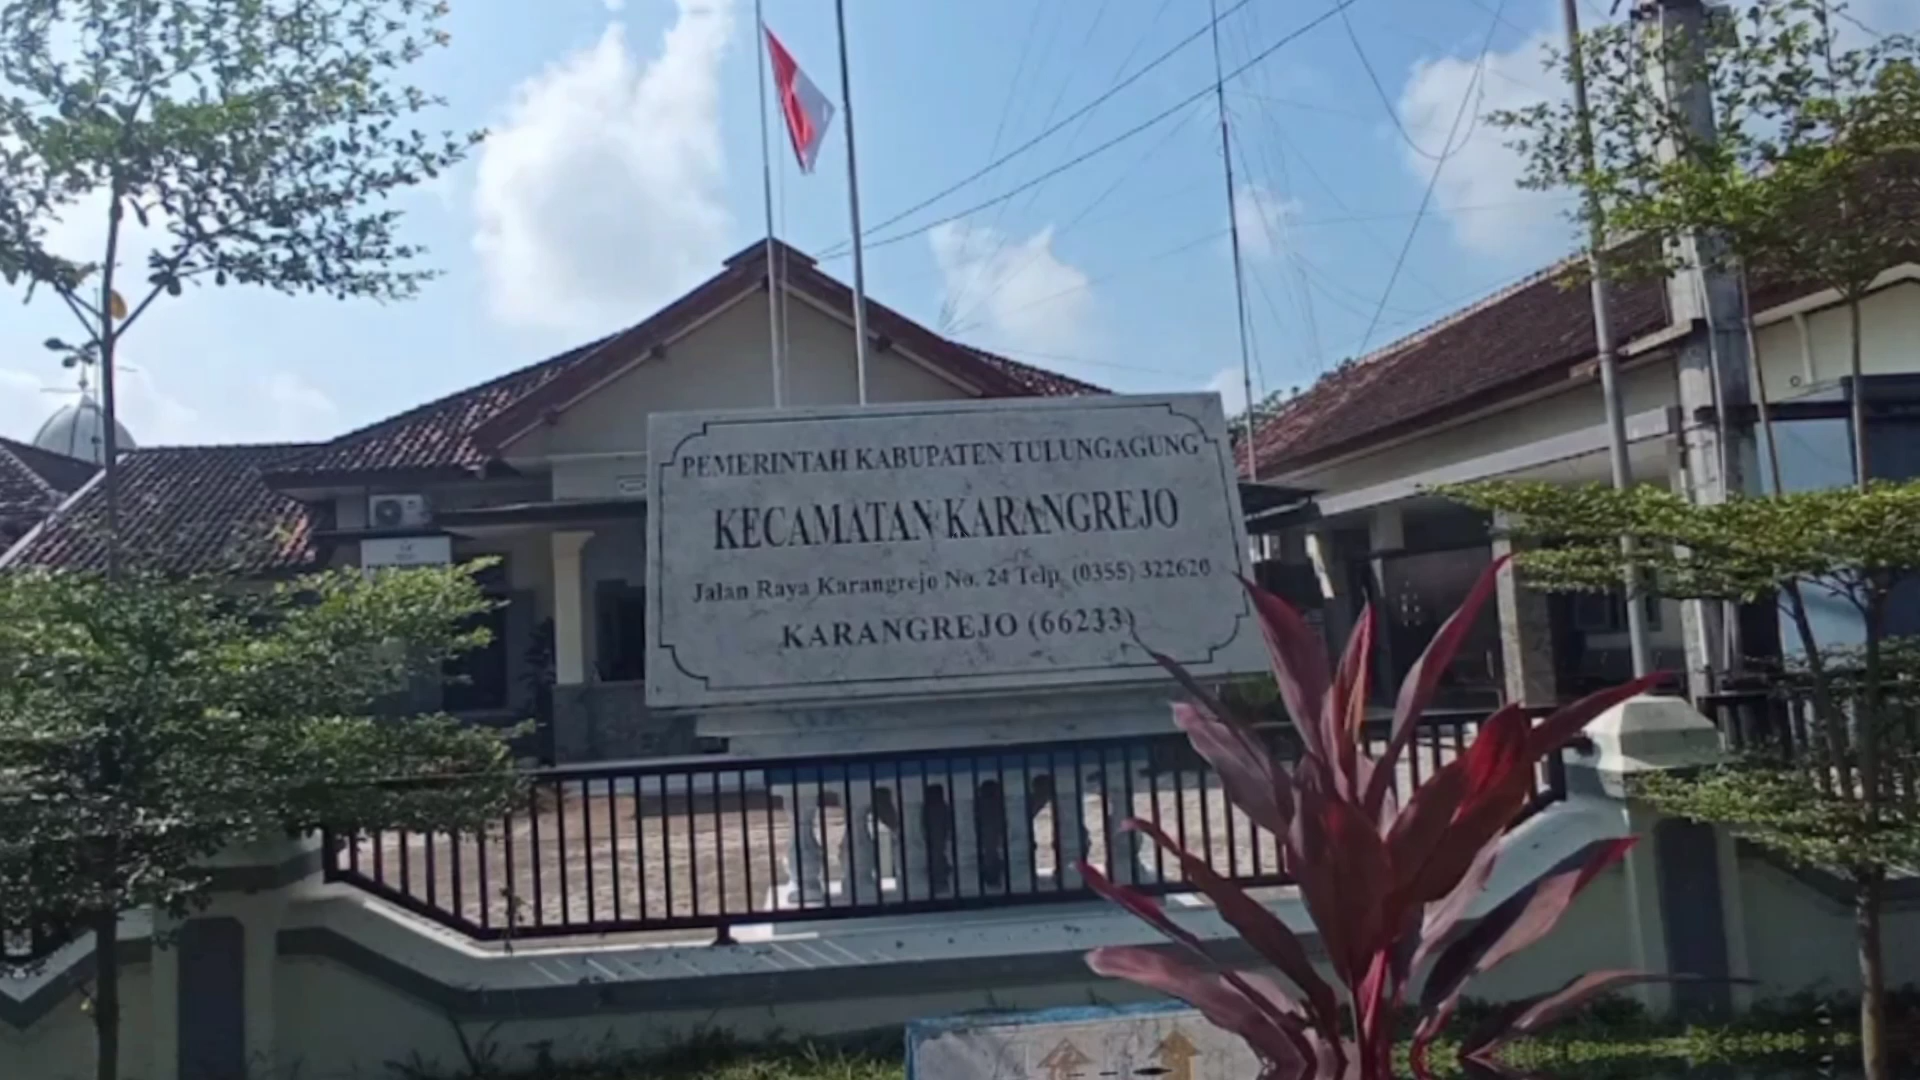 PEMERINTAH KABUPATEN TULUNGAGUNG
KECAMATAN KARANGREJO
Jalan Raya Karangrejo No. 24 Telp. (0355) 322620
KARANGREJO (66233)